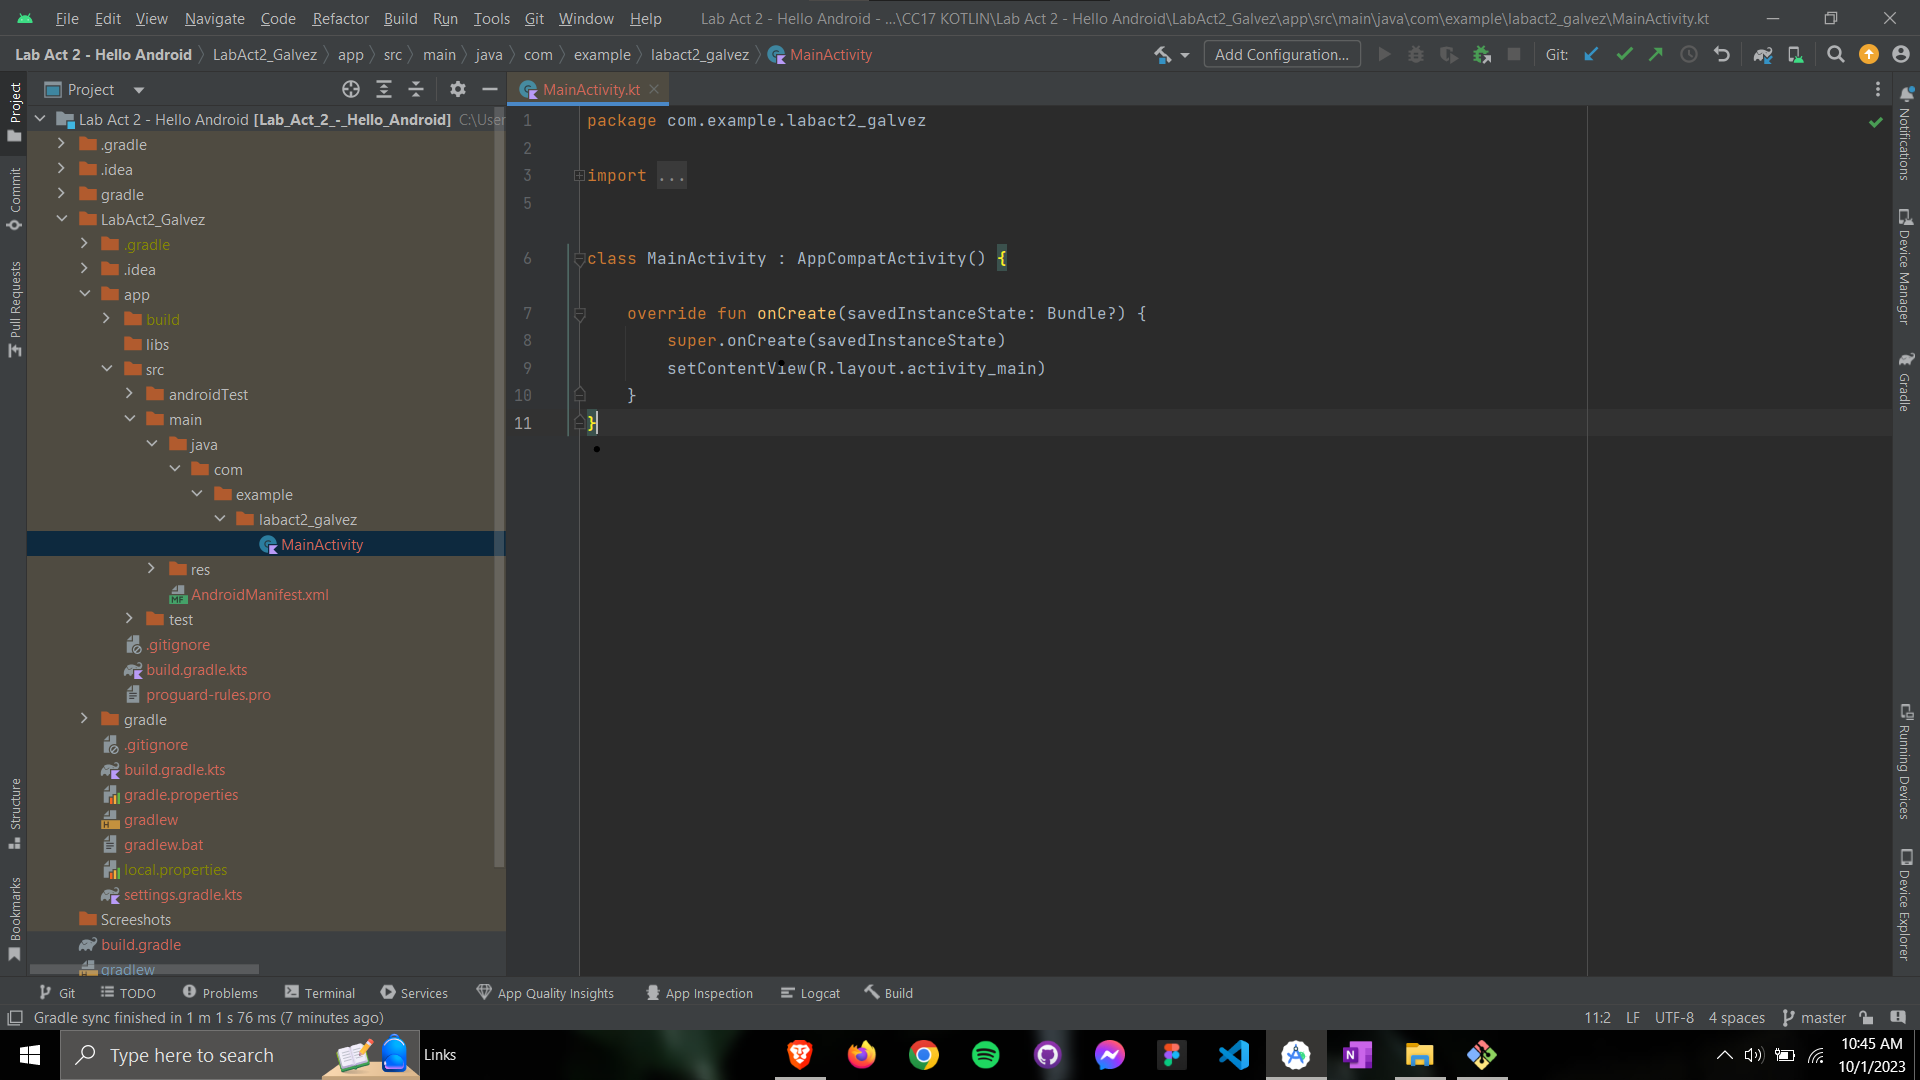 File Edit View Navigate Code Refactor Build Run Tools Git Window Help Lab Act 2 - Hello Android - ...\CC17 KOTLIN\Lab Act 2 - Hello Android\LabAct2_Galvez\app\src\main\java\com\example\labact2_galvez\MainActivity.kt
Lab Act 2 - Hello Android LabAct2_Galvez app src main java com example labact2_galvez MainActivity Add Configuration... Git:
Project
MainActivity.kt
Lab Act 2 - Hello Android [Lab_Act_2_-_Hello_Android] C:\User
.gradle
.idea
gradle
LabAct2_Galvez
.gradle
.idea
app
build
libs
src
androidTest
main
java
com
example
labact2_galvez
MainActivity
res
AndroidManifest.xml
test
.gitignore
build.gradle.kts
proguard-rules.pro
gradle
.gitignore
build.gradle.kts
gradle.properties
gradlew
gradlew.bat
local.properties
settings.gradle.kts
Screeshots
build.gradle
gradlew
1 package com.example.labact2_galvez
2
3 import ...
5
6 class MainActivity : AppCompatActivity() {
7 override fun onCreate(savedInstanceState: Bundle?) {
8 super.onCreate(savedInstanceState)
9 setContentView(R.layout.activity_main)
10 }
11 }
Project
Commit
Pull Requests
Structure
Bookmarks
Notifications
Device Manager
Gradle
Running Devices
Device Explorer
Git TODO Problems Terminal Services App Quality Insights App Inspection Logcat Build
Gradle sync finished in 1 m 1 s 76 ms (7 minutes ago) 11:2 LF UTF-8 4 spaces master
Type here to search Links
10:45 AM
10/1/2023